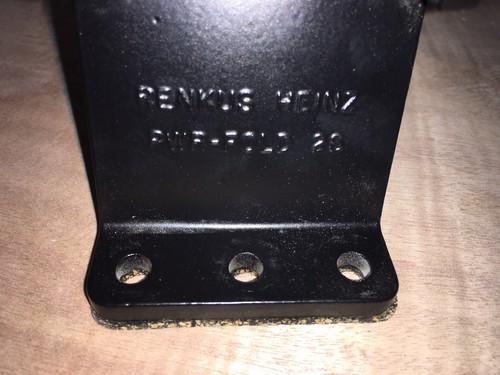 RENKUS HEINZ
PWR-FOLD 28